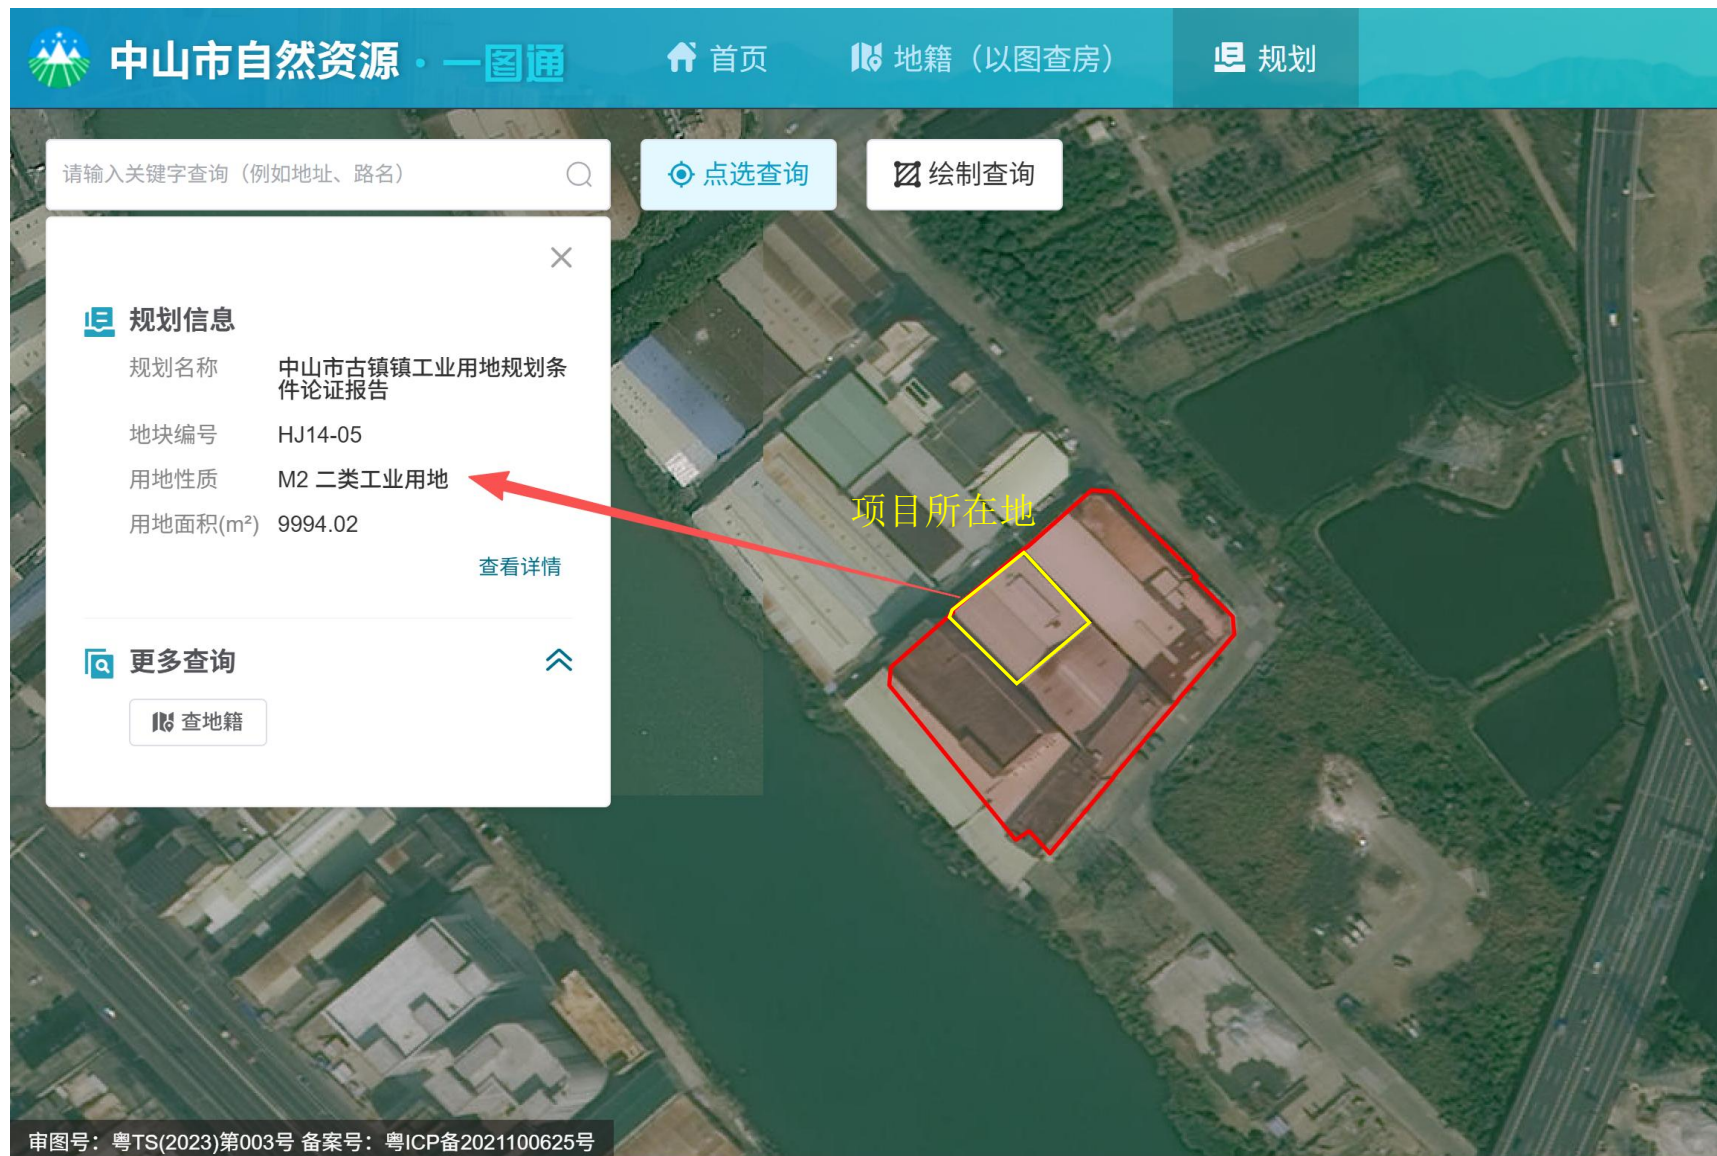 中山市自然资源·一图通
首页
地籍（以图查房）
规划
请输入关键字查询（例如地址、路名）
点选查询
绘制查询
规划信息
规划名称 中山市古镇镇工业用地规划条
件论证报告
地块编号 HJ14-05
用地性质 M2 二类工业用地
用地面积(m²) 9994.02
查看详情
更多查询
查地籍
项目所在地
审图号：粤TS(2023)第003号 备案号：粤ICP备2021100625号